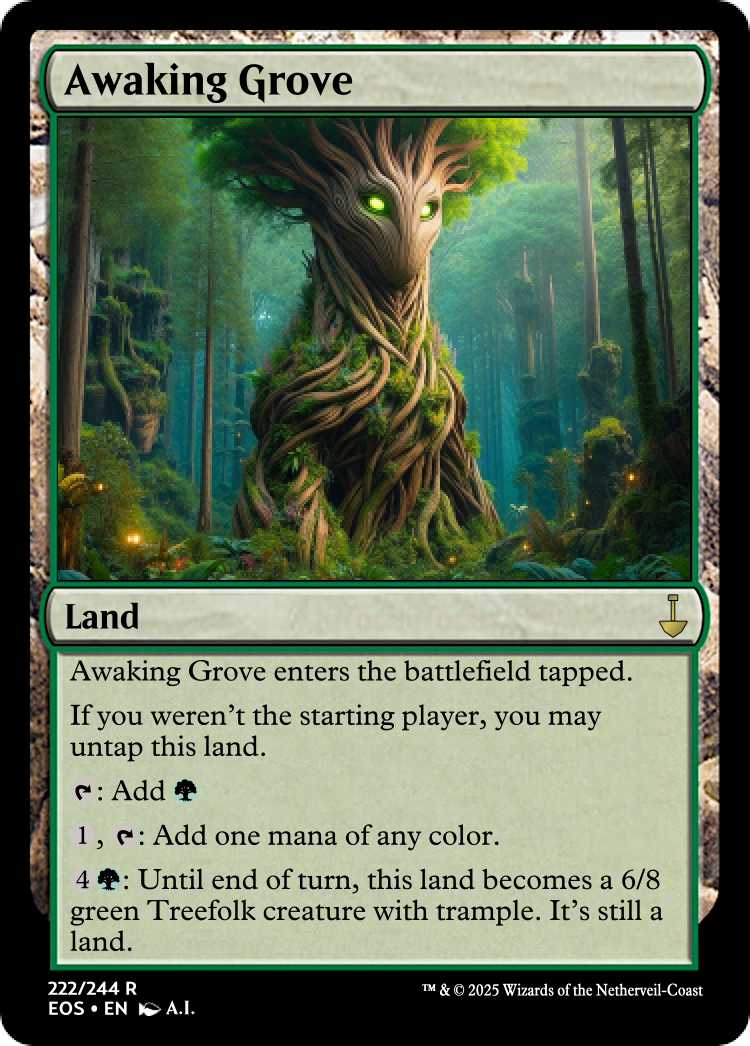 Awaking Grove
Land
Awaking Grove enters the battlefield tapped.
If you weren't the starting player, you may
untap this land.
: Add
1, : Add one mana of any color.
4 : Until end of turn, this land becomes a 6/8
green Treefolk creature with trample. It's still a
land.
222/244 R
™ & © 2025 Wizards of the Netherveil-Coast
EOS • EN A.I.